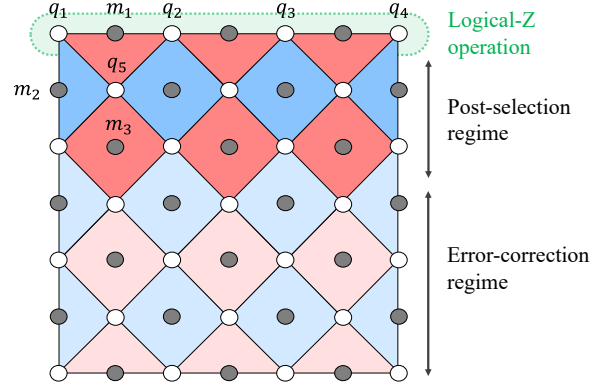 q₁ m₁ q₂ q₃ q₄
Logical-Z
operation
q₅
m₂
Post-selection
regime
m₃
Error-correction
regime